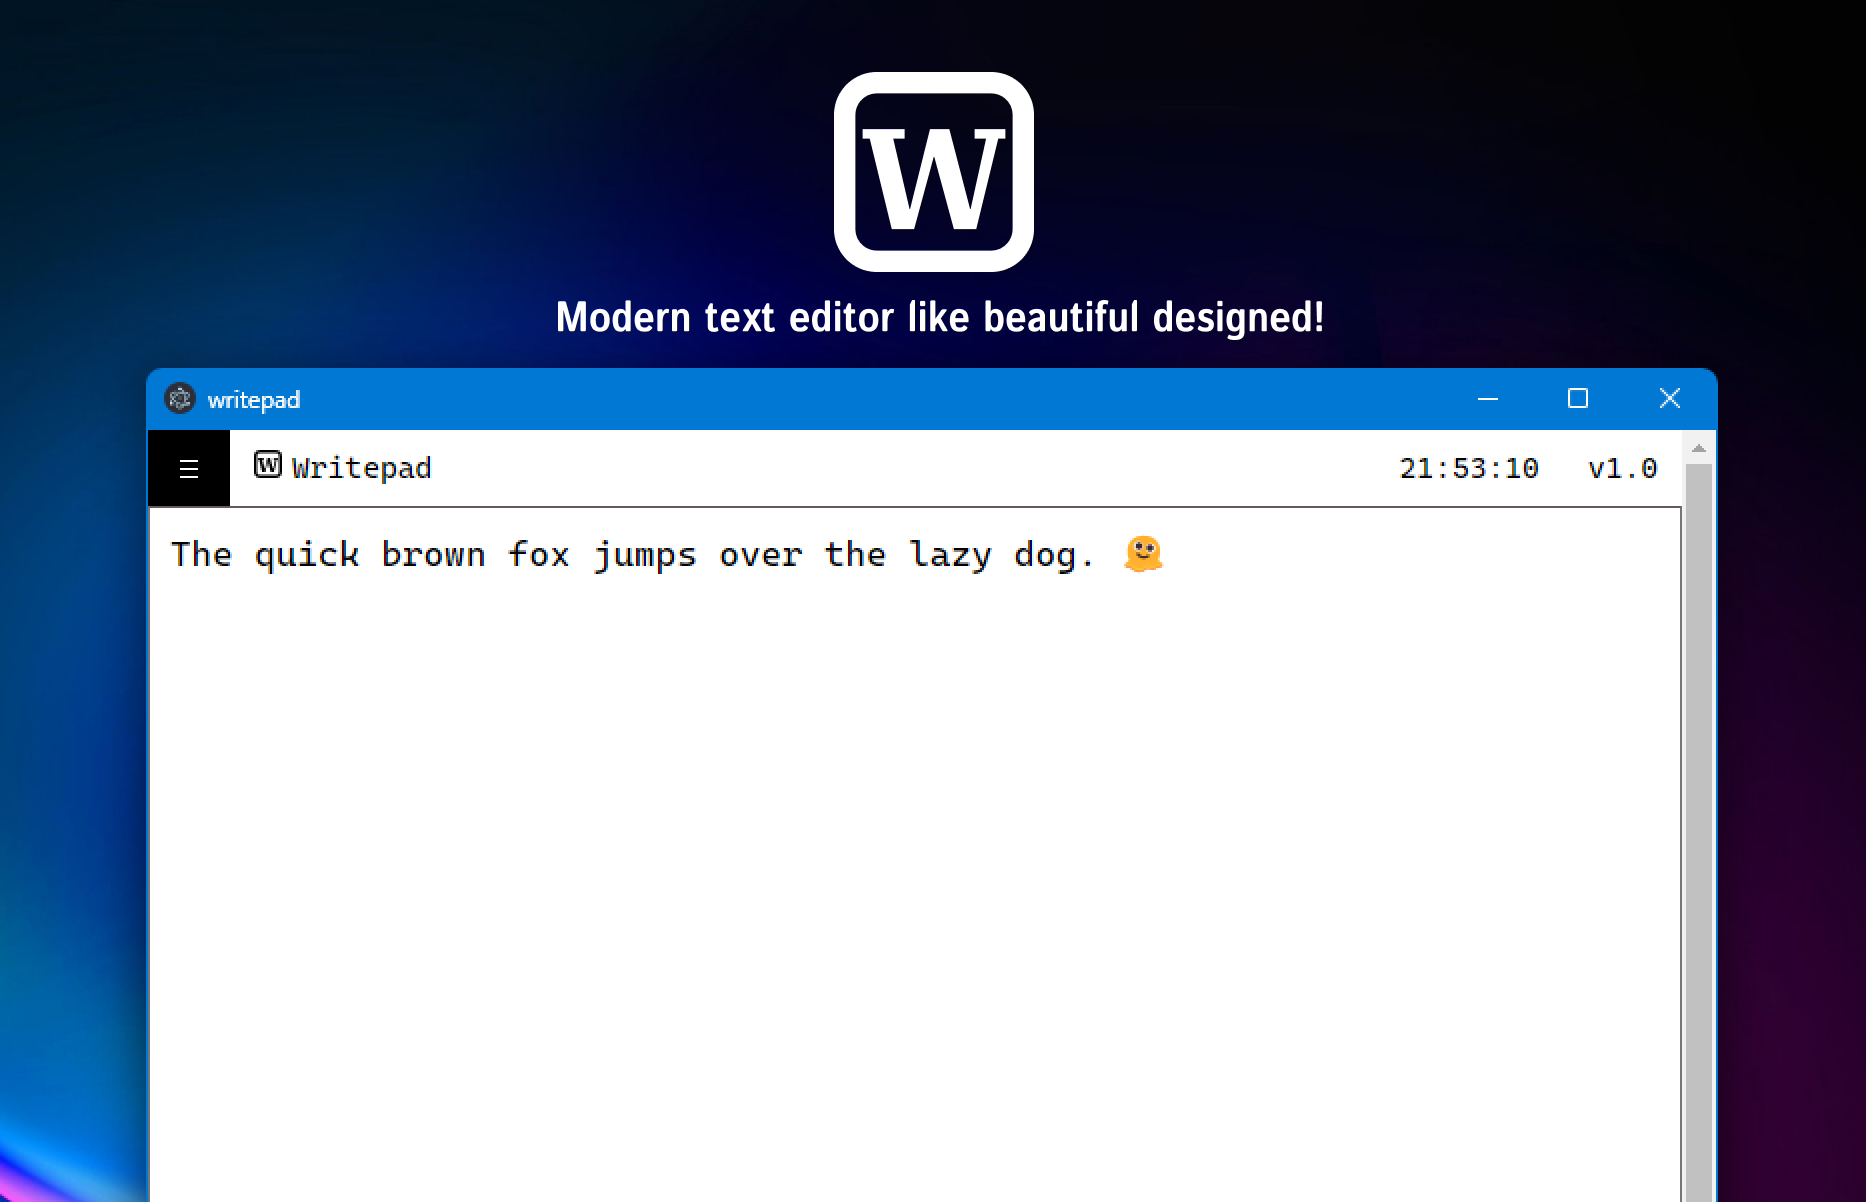 W
Modern text editor like beautiful designed!
writepad
☰ W Writepad 21:53:10 v1.0
The quick brown fox jumps over the lazy dog. 🫠